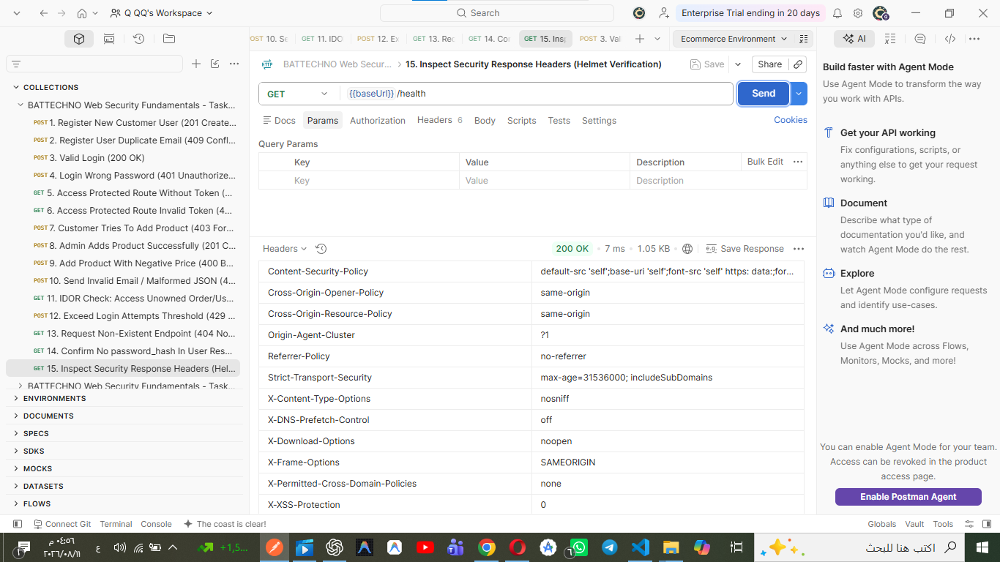 Q QQ's Workspace
Search
Enterprise Trial ending in 20 days
POST 10. Se
GET 11. IDO
POST 12. Ex
GET 13. Rec
GET 14. Cor
GET 15. Insp
POST 3. Val
Ecommerce Environment
AI
COLLECTIONS
BATTECHNO Web Security Fundamentals - Task...
POST 1. Register New Customer User (201 Create...
POST 2. Register User Duplicate Email (409 Confl...
POST 3. Valid Login (200 OK)
POST 4. Login Wrong Password (401 Unauthorize...
GET 5. Access Protected Route Without Token (...
GET 6. Access Protected Route Invalid Token (4...
POST 7. Customer Tries To Add Product (403 For...
POST 8. Admin Adds Product Successfully (201 C...
POST 9. Add Product With Negative Price (400 B...
POST 10. Send Invalid Email / Malformed JSON (4...
GET 11. IDOR Check: Access Unowned Order/Us...
POST 12. Exceed Login Attempts Threshold (429 ...
GET 13. Request Non-Existent Endpoint (404 No...
GET 14. Confirm No password_hash In User Res...
GET 15. Inspect Security Response Headers (Hel...
BATTECHNO Web Security Fundamentals - Task...
ENVIRONMENTS
DOCUMENTS
SPECS
SDKS
MOCKS
DATASETS
FLOWS
HTTP
BATTECHNO Web Secur... > 15. Inspect Security Response Headers (Helmet Verification)
Save
Share
GET
{{baseUrl}} /health
Send
Docs
Params
Authorization
Headers 6
Body
Scripts
Tests
Settings
Cookies
Query Params
Key Value Description Bulk Edit
Key Value Description
Headers
200 OK • 7 ms • 1.05 KB
e.g. Save Response
Content-Security-Policy default-src 'self';base-uri 'self';font-src 'self' https: data:;for...
Cross-Origin-Opener-Policy same-origin
Cross-Origin-Resource-Policy same-origin
Origin-Agent-Cluster ?1
Referrer-Policy no-referrer
Strict-Transport-Security max-age=31536000; includeSubDomains
X-Content-Type-Options nosniff
X-DNS-Prefetch-Control off
X-Download-Options noopen
X-Frame-Options SAMEORIGIN
X-Permitted-Cross-Domain-Policies none
X-XSS-Protection 0
Build faster with Agent Mode
Use Agent Mode to transform the way
you work with APIs.
Get your API working
Fix configurations, scripts, or
anything else to get your request
working.
Document
Describe what type of
documentation you'd like, and
watch Agent Mode do the rest.
Explore
Let Agent Mode configure requests
and identify use-cases.
And much more!
Use Agent Mode across Flows,
Monitors, Mocks, and more!
You can enable Agent Mode for your team.
Access can be revoked in the product
access page.
Enable Postman Agent
Connect Git
Terminal
Console
The coast is clear!
Globals
Vault
Tools
٠٤:٥٦ م
٢٠٢٦/٠٨/١١
ع
+1,5...
اكتب هنا للبحث